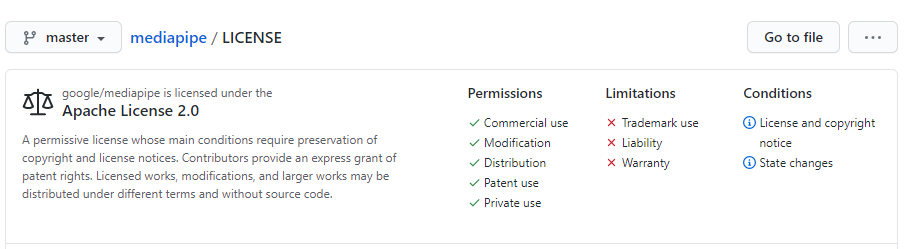 master
mediapipe / LICENSE
Go to file
...
google/mediapipe is licensed under the
Apache License 2.0
A permissive license whose main conditions require preservation of
copyright and license notices. Contributors provide an express grant of
patent rights. Licensed works, modifications, and larger works may be
distributed under different terms and without source code.
Permissions
Commercial use
Modification
Distribution
Patent use
Private use
Limitations
Trademark use
Liability
Warranty
Conditions
License and copyright
notice
State changes